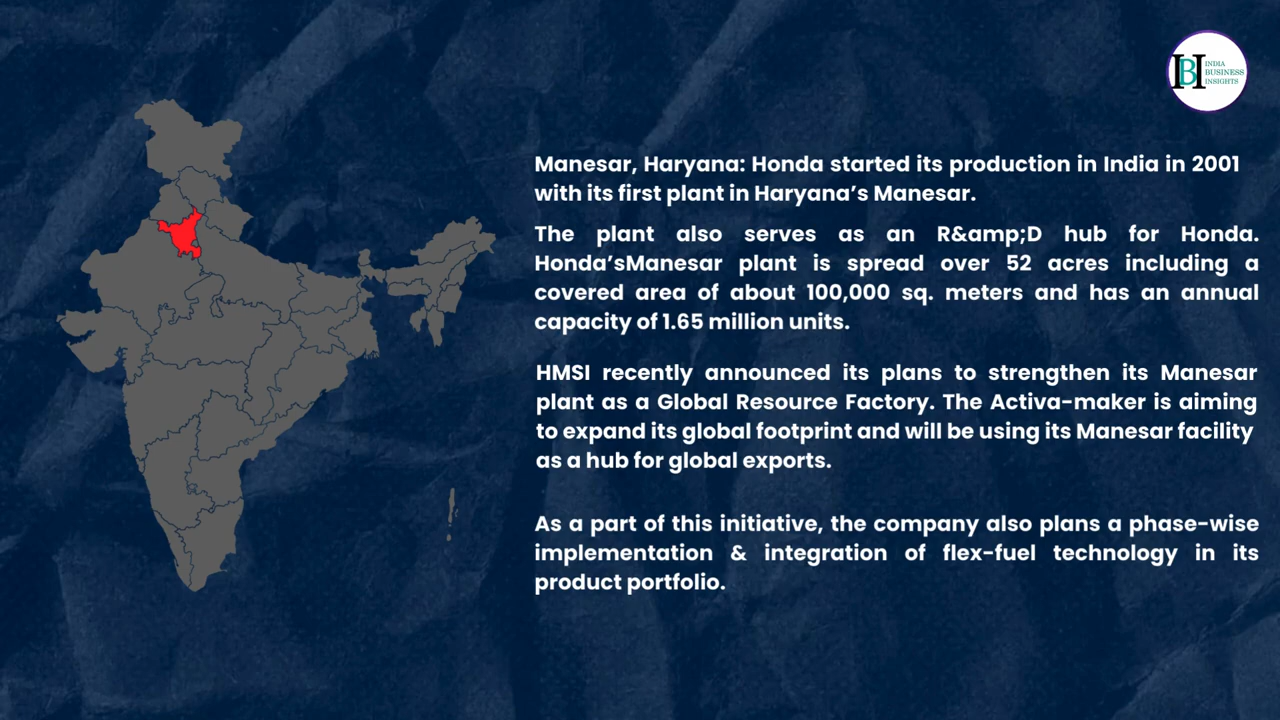 INDIA
BUSINESS
INSIGHTS
Manesar, Haryana: Honda started its production in India in 2001
with its first plant in Haryana’s Manesar.
The plant also serves as an R&amp;D hub for Honda.
Honda’sManesar plant is spread over 52 acres including a
covered area of about 100,000 sq. meters and has an annual
capacity of 1.65 million units.
HMSI recently announced its plans to strengthen its Manesar
plant as a Global Resource Factory. The Activa-maker is aiming
to expand its global footprint and will be using its Manesar facility
as a hub for global exports.
As a part of this initiative, the company also plans a phase-wise
implementation & integration of flex-fuel technology in its
product portfolio.